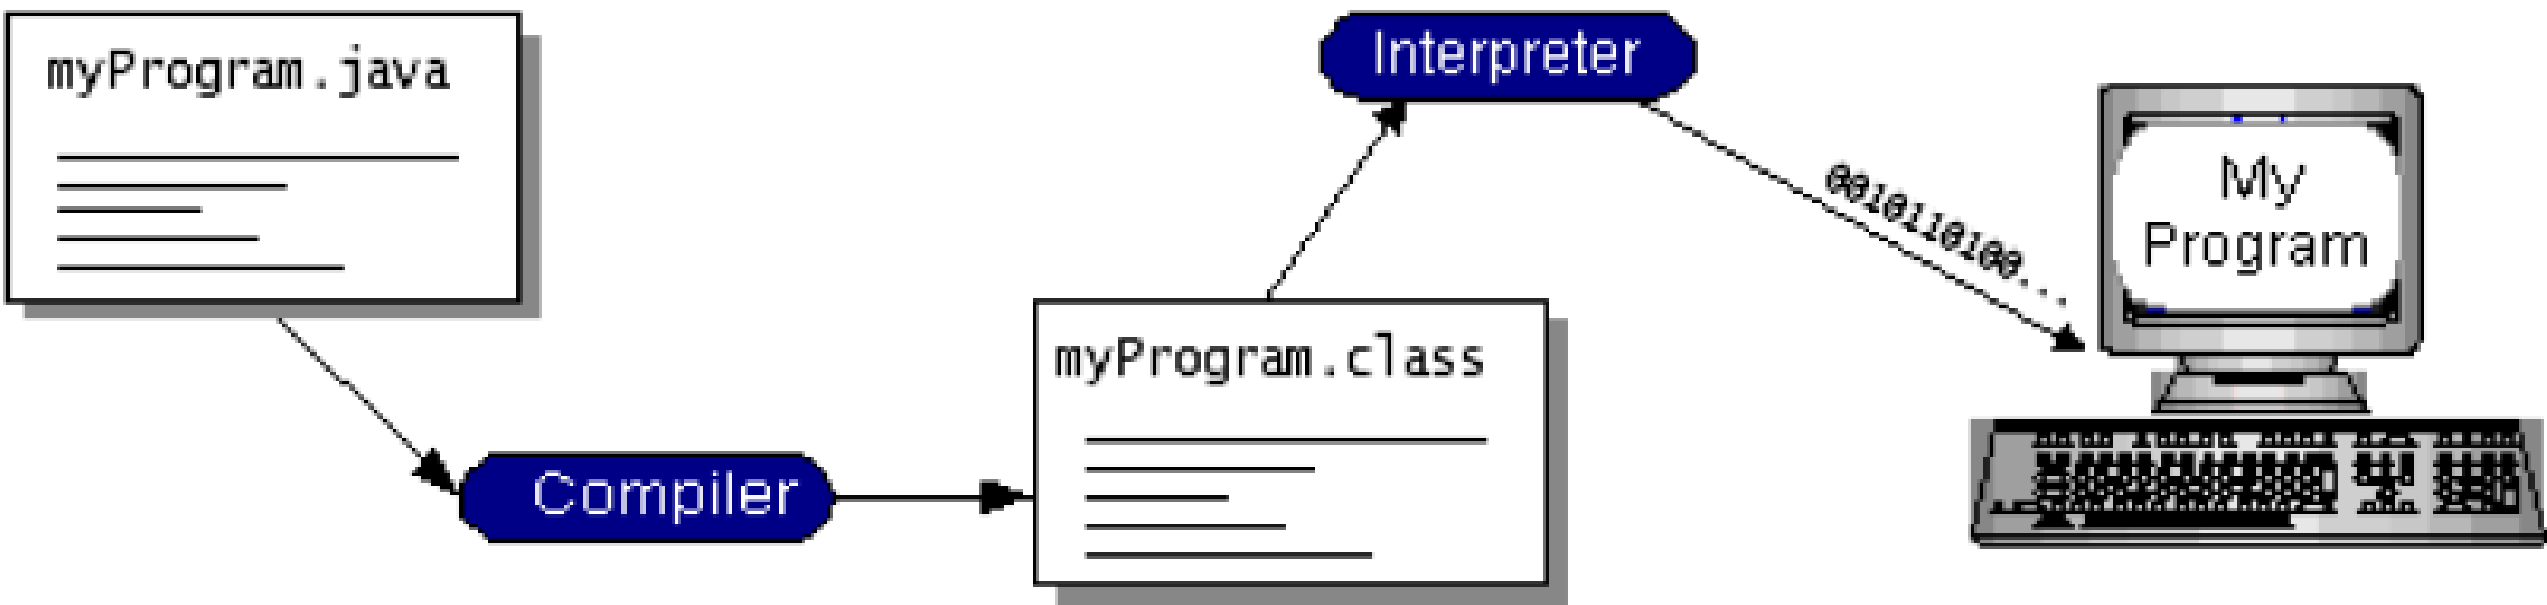 myProgram.java
Compiler
myProgram.class
Interpreter
0010110100...
My
Program